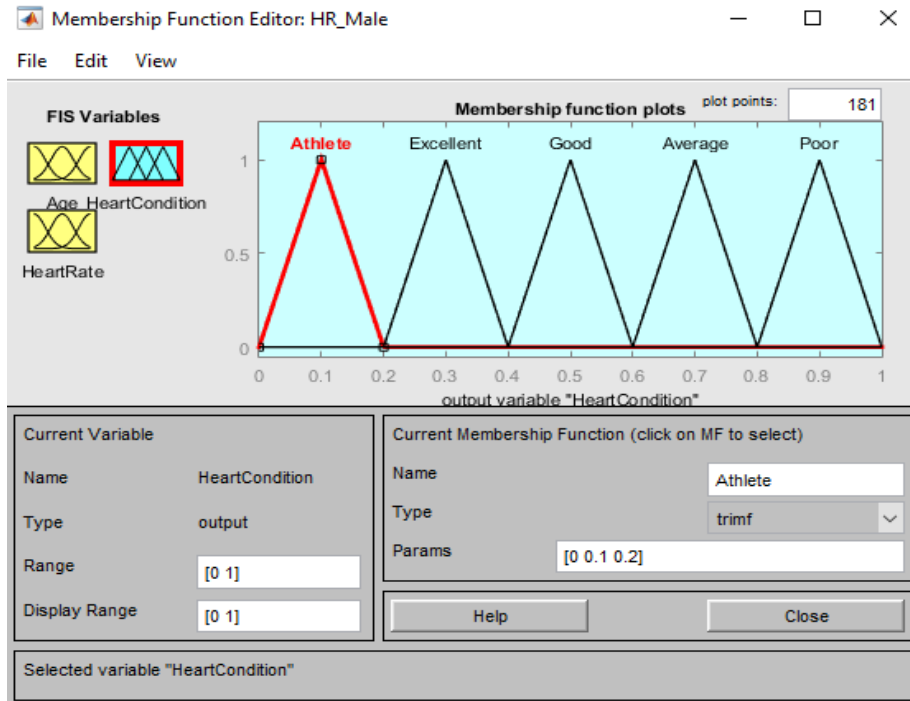 Membership Function Editor: HR_Male
File Edit View
FIS Variables
Age HeartCondition
HeartRate
Membership function plots
plot points: 181
Athlete Excellent Good Average Poor
1
0.5
0
0 0.1 0.2 0.3 0.4 0.5 0.6 0.7 0.8 0.9 1
output variable "HeartCondition"
Current Variable
Name HeartCondition
Type output
Range [0 1]
Display Range [0 1]
Current Membership Function (click on MF to select)
Name Athlete
Type trimf
Params [0 0.1 0.2]
Help Close
Selected variable "HeartCondition"